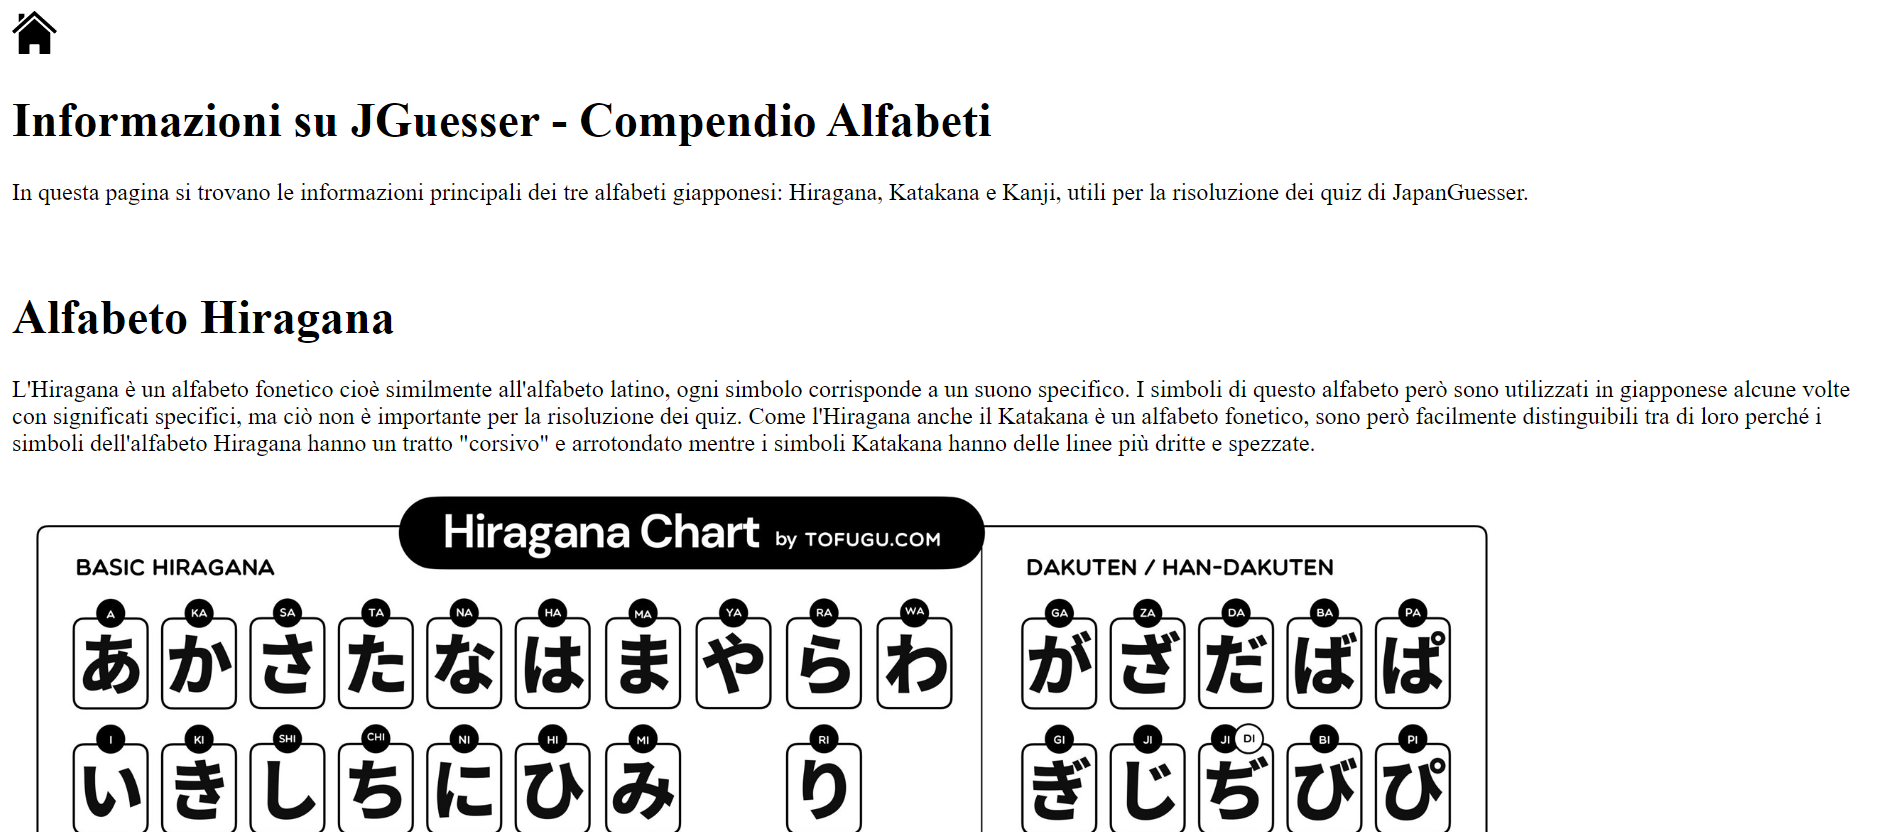 Informazioni su JGuesser - Compendio Alfabeti
In questa pagina si trovano le informazioni principali dei tre alfabeti giapponesi: Hiragana, Katakana e Kanji, utili per la risoluzione dei quiz di JapanGuesser.
Alfabeto Hiragana
L'Hiragana è un alfabeto fonetico cioè similmente all'alfabeto latino, ogni simbolo corrisponde a un suono specifico. I simboli di questo alfabeto però sono utilizzati in giapponese alcune volte
con significati specifici, ma ciò non è importante per la risoluzione dei quiz. Come l'Hiragana anche il Katakana è un alfabeto fonetico, sono però facilmente distinguibili tra di loro perché i
simboli dell'alfabeto Hiragana hanno un tratto "corsivo" e arrotondato mentre i simboli Katakana hanno delle linee più dritte e spezzate.
Hiragana Chart by TOFUGU.COM
BASIC HIRAGANA
A KA SA TA NA HA MA YA RA WA
あ か さ た な は ま や ら わ
I KI SHI CHI NI HI MI RI
い き し ち に ひ み り
DAKUTEN / HAN-DAKUTEN
GA ZA DA BA PA
が ざ だ ば ぱ
GI JI JI DI BI PI
ぎ じ ぢ び ぴ